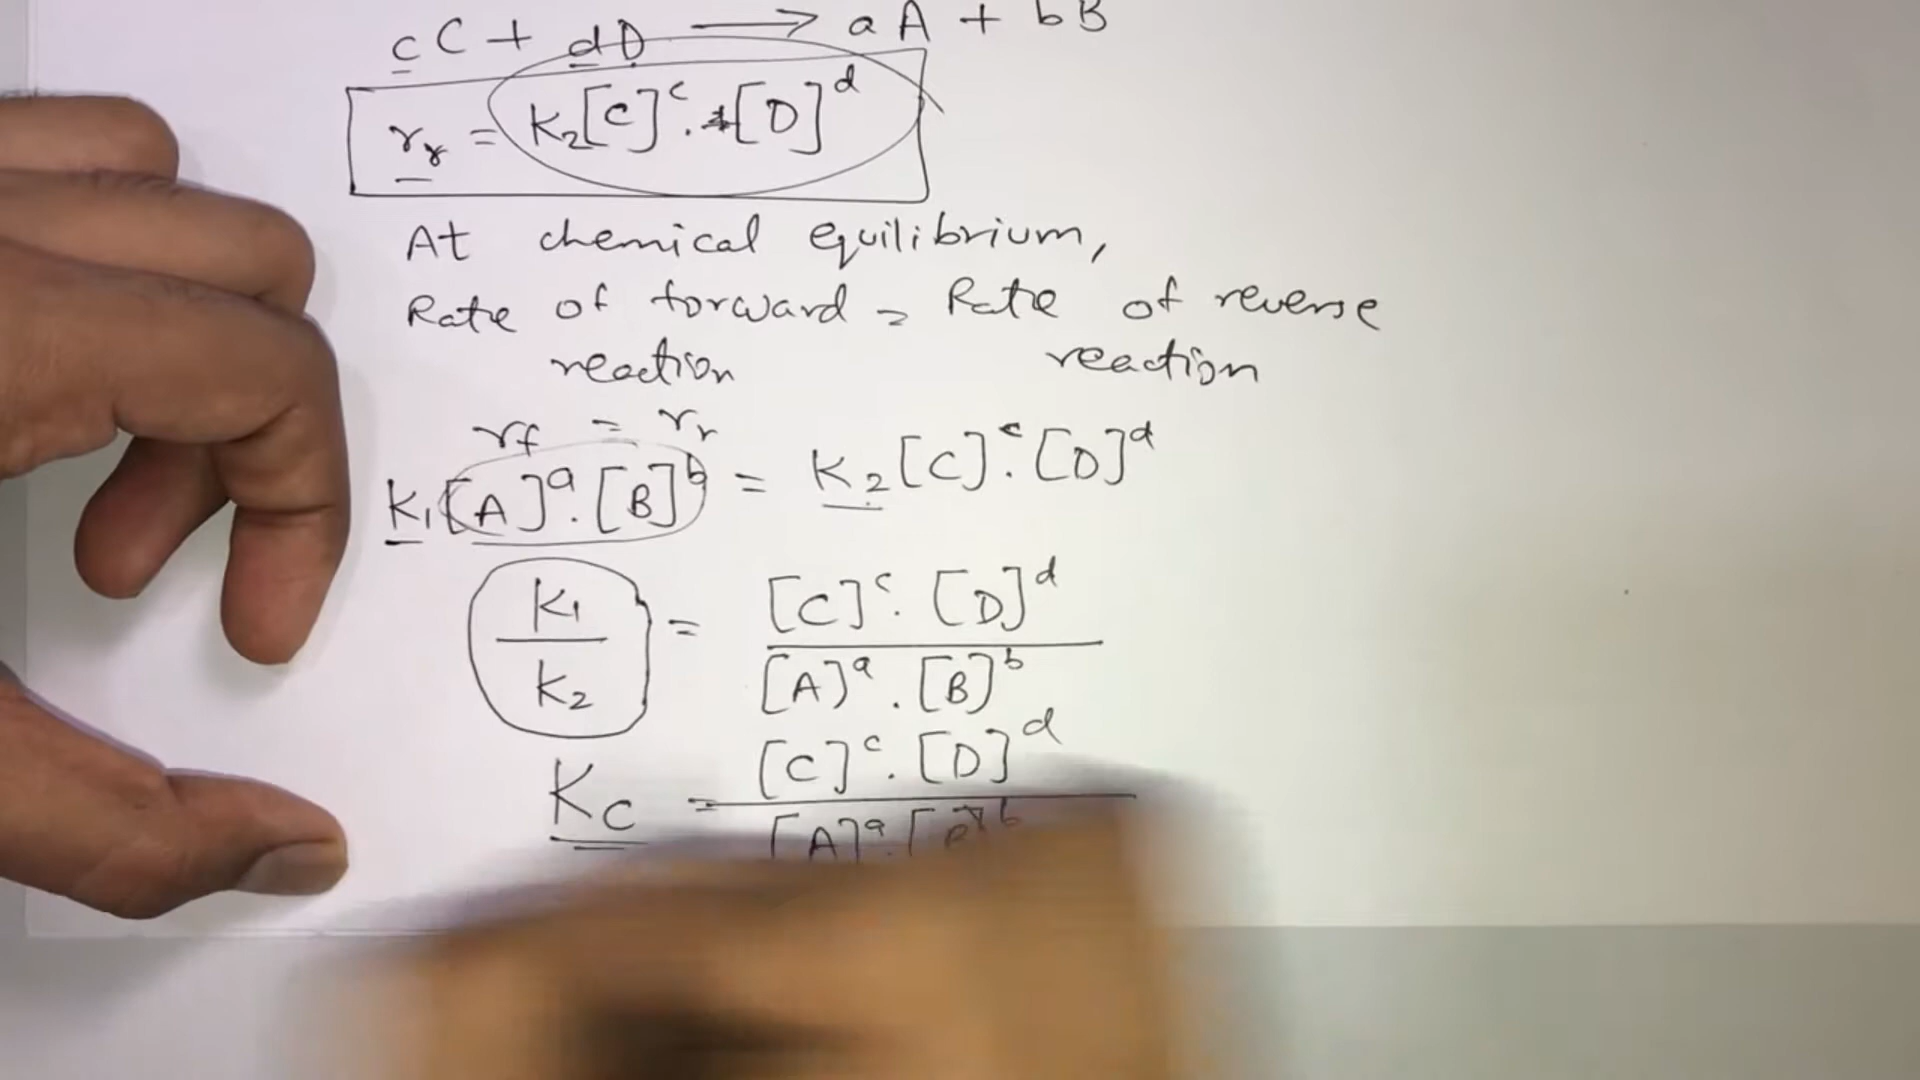 cC + dD ⟶ aA + bB
r_r = K₂[C]ᶜ.[D]ᵈ
At chemical equilibrium,
Rate of forward = Rate of reverse
reaction reaction
r_f = r_r
K₁[A]ᵃ.[B]ᵇ = K₂[C]ᶜ.[D]ᵈ
K₁/K₂ = [C]ᶜ.[D]ᵈ/[A]ᵃ.[B]ᵇ
K_C = [C]ᶜ.[D]ᵈ/[A]ᵃ.[B]ᵇ